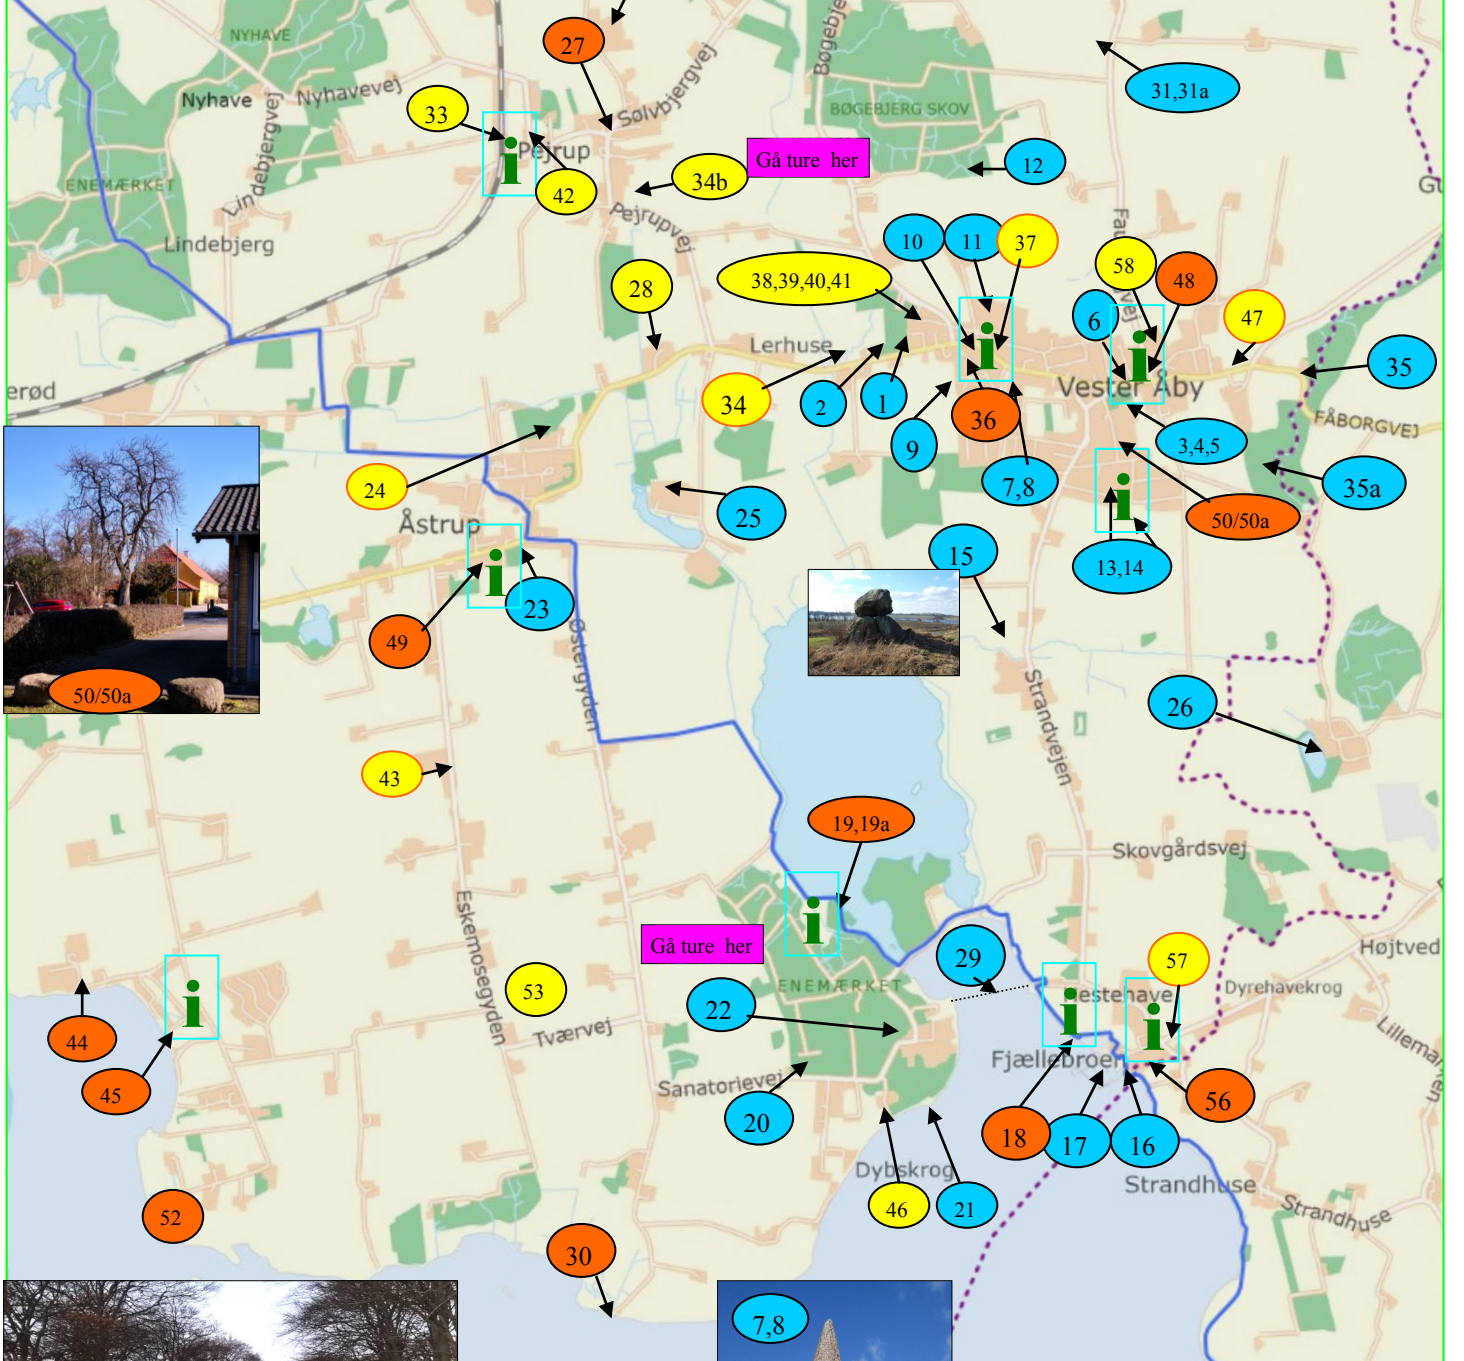 NYHAVE
27
Bøgebje
Nyhave
Nyhavevej
Sølvbjergvej
31,31a
33
BØGEBJERG SKOV
Lindebjergvej
i
Pejrup
Gå ture her
12
ENEMÆRKET
42
34b
Lindebjerg
Pejrupvej
10
11
37
58
48
38,39,40,41
28
6
47
Lerhuse
i
i
35
erød
34
2
1
Vester Åby
36
FÅBORGVEJ
9
3,4,5
24
7,8
35a
25
i
50/50a
Åstrup
15
13,14
i
23
49
Østergyden
50/50a
Strandvejen
26
43
19,19a
Skovgårdsvej
Eskemosegyden
i
Gå ture her
Højtved
29
57
53
ENEMÆRKET
estehave
Dyrehavekrog
i
22
i
i
44
Tværvej
Fjællebroen
45
Sanatorievej
56
20
18
17
16
Dybskrog
Strandhuse
46
21
52
Strandhuse
30
7,8